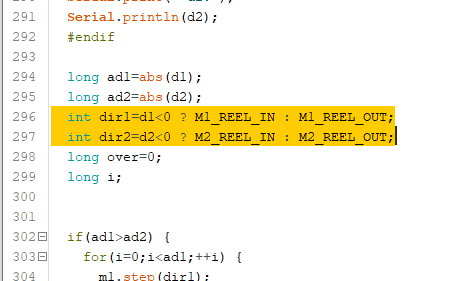 291 Serial.println(d2);
292 #endif
293
294 long ad1=abs(d1);
295 long ad2=abs(d2);
296 int dir1=d1<0 ? M1_REEL_IN : M1_REEL_OUT;
297 int dir2=d2<0 ? M2_REEL_IN : M2_REEL_OUT;
298 long over=0;
299 long i;
300
301
302 if(ad1>ad2) {
303 for(i=0;i<ad1;++i) {
304 m1.step(dir1);